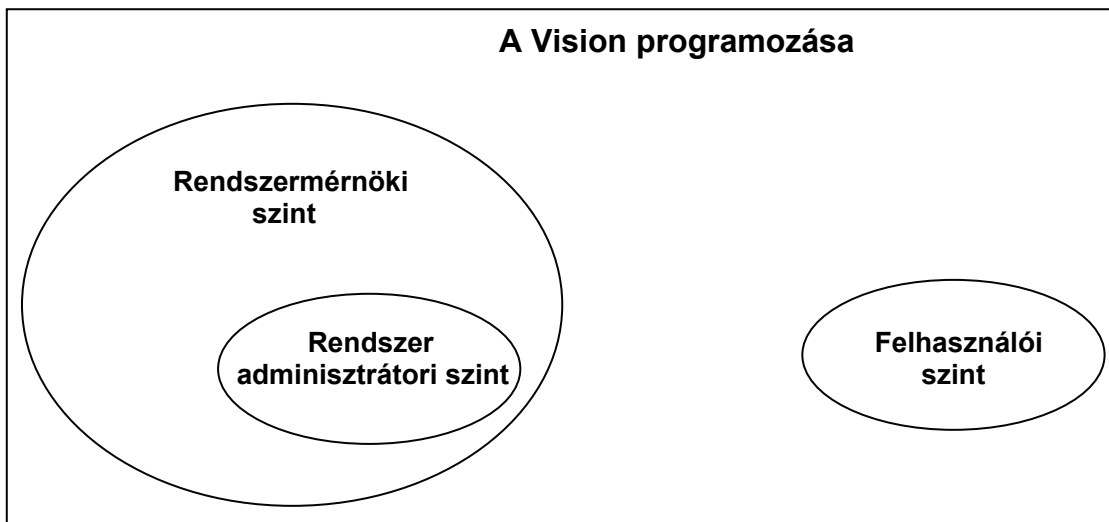 A Vision programozása
Rendszermérnöki
szint
Rendszer
adminisztrátori szint
Felhasználói
szint